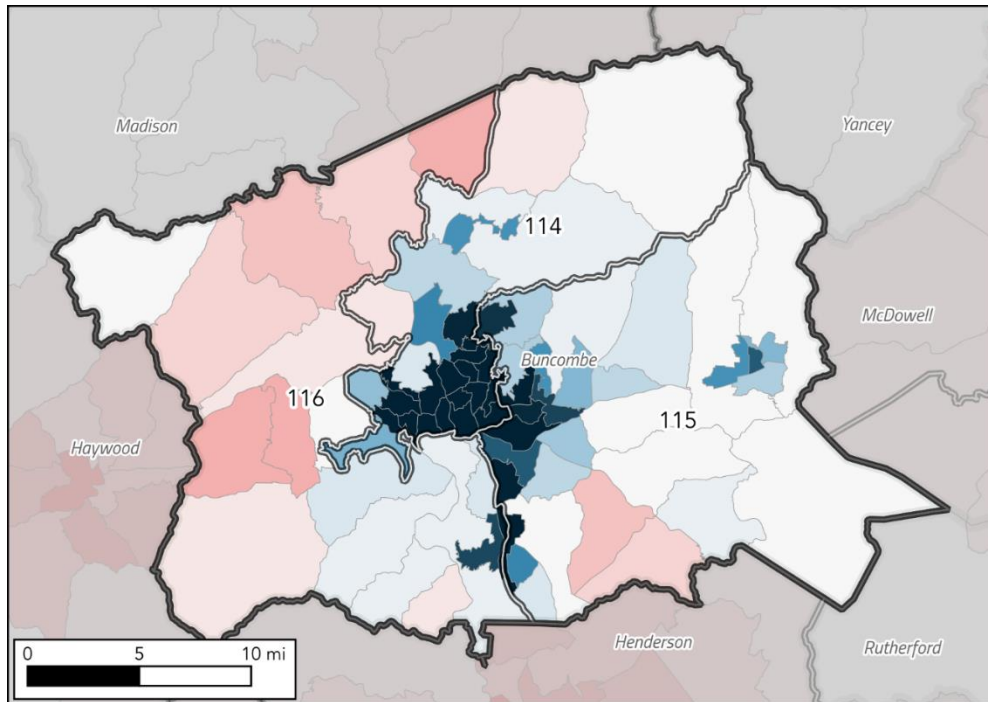 Madison
Yancey
114
McDowell
Buncombe
116
115
Haywood
Henderson
Rutherford
0 5 10 mi